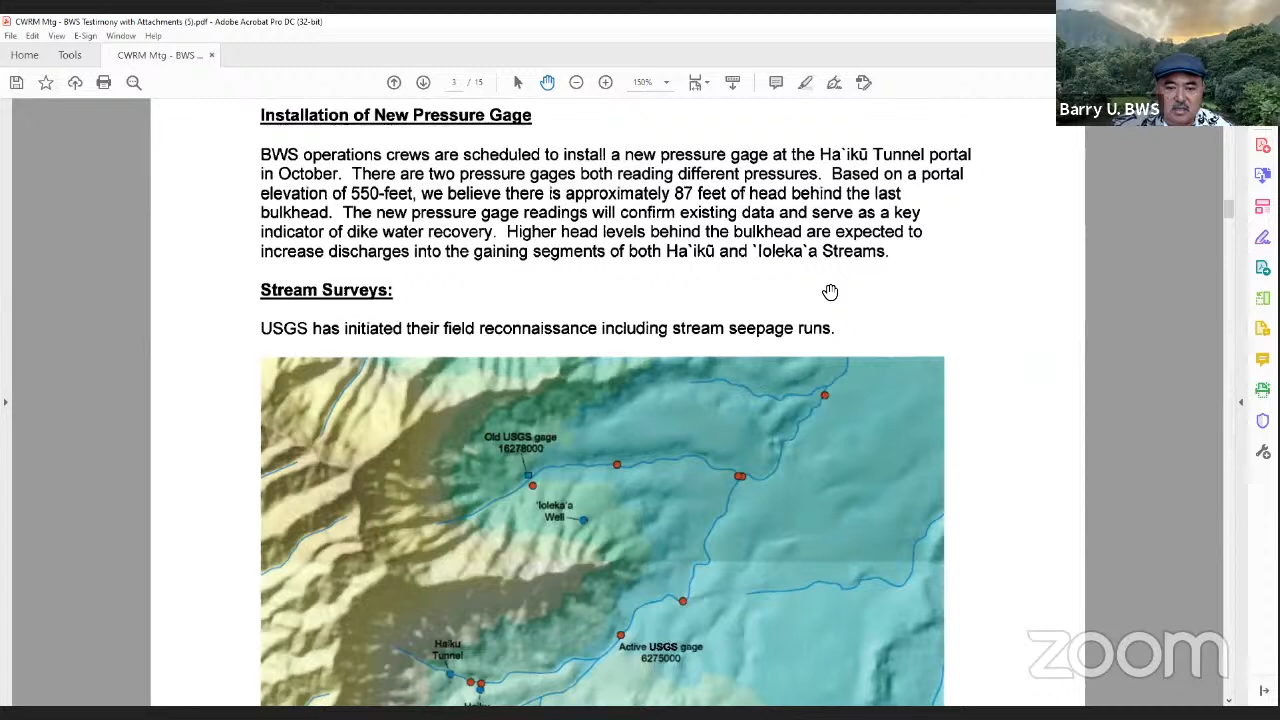 CWRM Mtg - BWS Testimony with Attachments (5).pdf - Adobe Acrobat Pro DC (32-bit)
File Edit View E-Sign Window Help
Home Tools CWRM Mtg - BWS ... ×
3 / 15 150%
Barry U. BWS
Installation of New Pressure Gage
BWS operations crews are scheduled to install a new pressure gage at the Ha`ikū Tunnel portal
in October. There are two pressure gages both reading different pressures. Based on a portal
elevation of 550-feet, we believe there is approximately 87 feet of head behind the last
bulkhead. The new pressure gage readings will confirm existing data and serve as a key
indicator of dike water recovery. Higher head levels behind the bulkhead are expected to
increase discharges into the gaining segments of both Ha`ikū and `Ioleka`a Streams.
Stream Surveys:
USGS has initiated their field reconnaissance including stream seepage runs.
Old USGS gage
16278000
'Ioleka'a
Well
Active USGS gage
6275000
Haiku
Tunnel
zoom